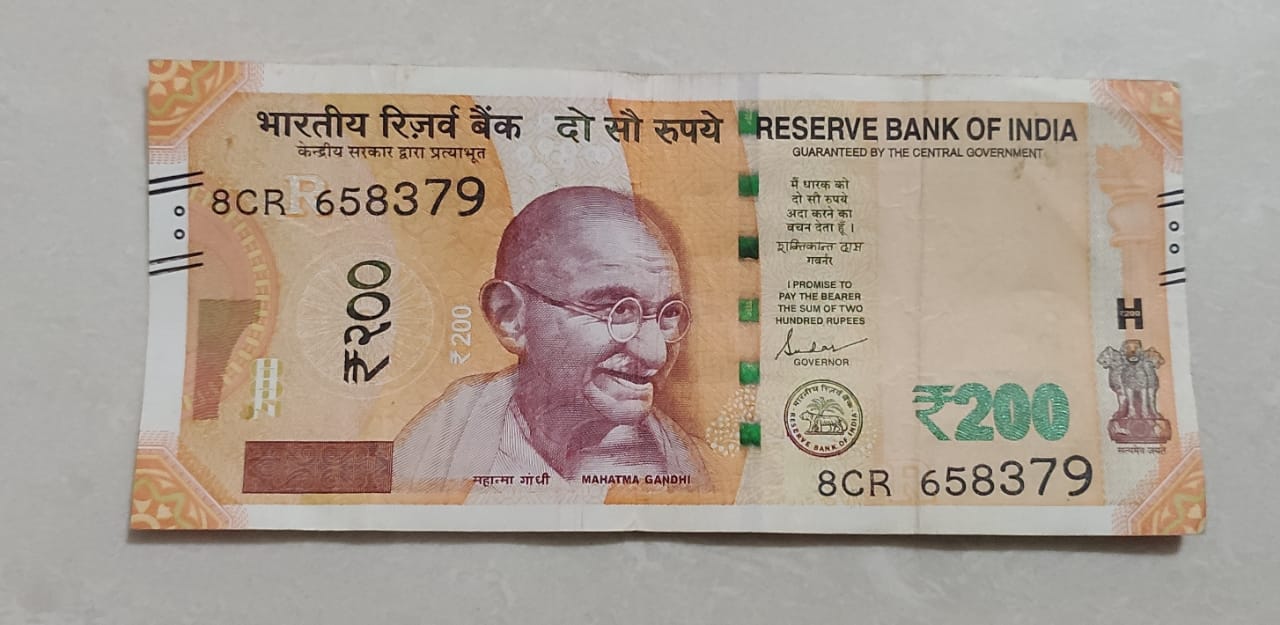 भारतीय रिज़र्व बैंक दो सौ रुपये
केन्द्रीय सरकार द्वारा प्रत्याभूत
8CR 658379
₹२००
₹200
महात्मा गांधी MAHATMA GANDHI
RESERVE BANK OF INDIA
GUARANTEED BY THE CENTRAL GOVERNMENT
मैं धारक को
दो सौ रुपये
अदा करने का
वचन देता हूँ ।
शक्तिकान्त दास
गवर्नर
I PROMISE TO
PAY THE BEARER
THE SUM OF TWO
HUNDRED RUPEES
GOVERNOR
भारतीय रिज़र्व बैंक
RESERVE BANK OF INDIA
H
₹200
₹200
सत्यमेव जयते
8CR 658379